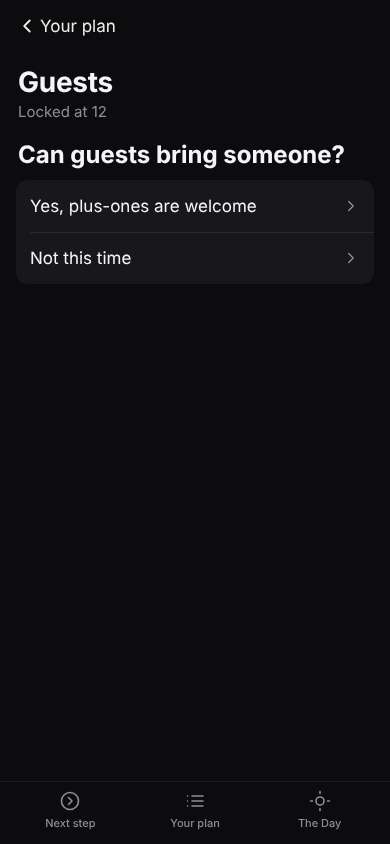 Your plan
Guests
Locked at 12
Can guests bring someone?
Yes, plus-ones are welcome
Not this time
Next step
Your plan
The Day